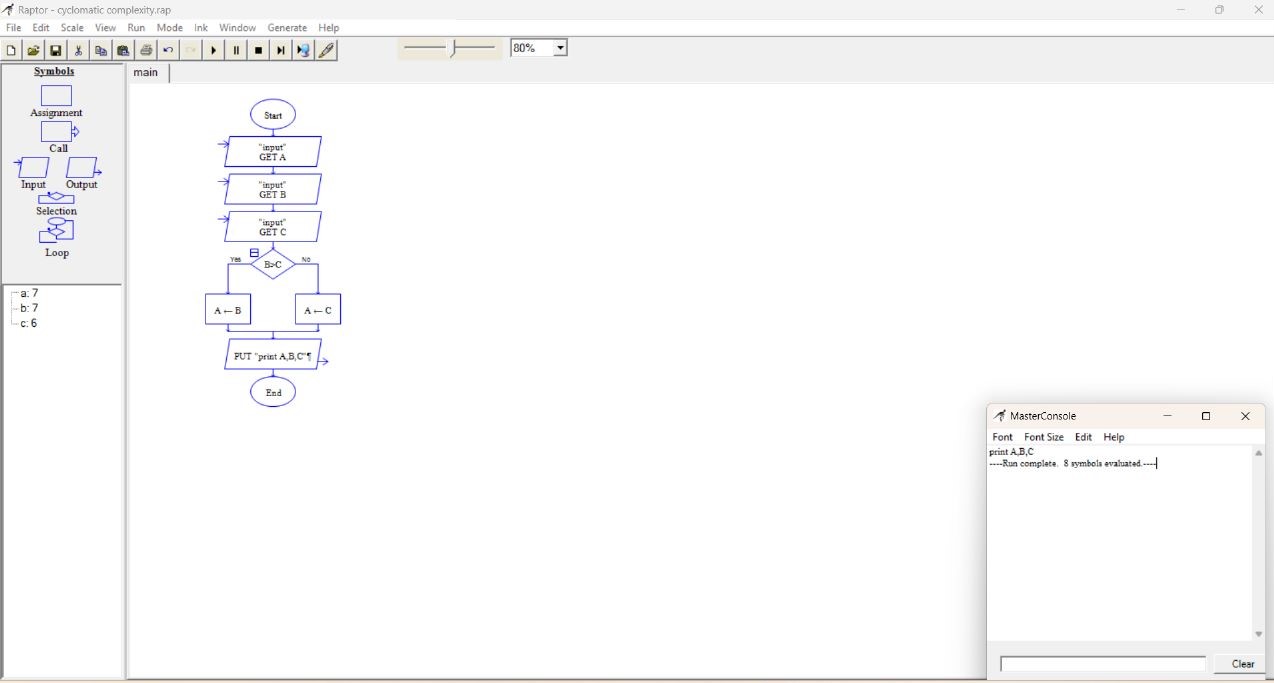 Raptor - cyclomatic complexity.rap
File Edit Scale View Run Mode Ink Window Generate Help
80%
Symbols
Assignment
Call
Input Output
Selection
Loop
a: 7
b: 7
c: 6
main
Start
"input"
GET A
"input"
GET B
"input"
GET C
Yes B>C No
A ← B A ← C
PUT "print A,B,C"¶
End
MasterConsole
Font Font Size Edit Help
print A,B,C
----Run complete. 8 symbols evaluated.----
Clear